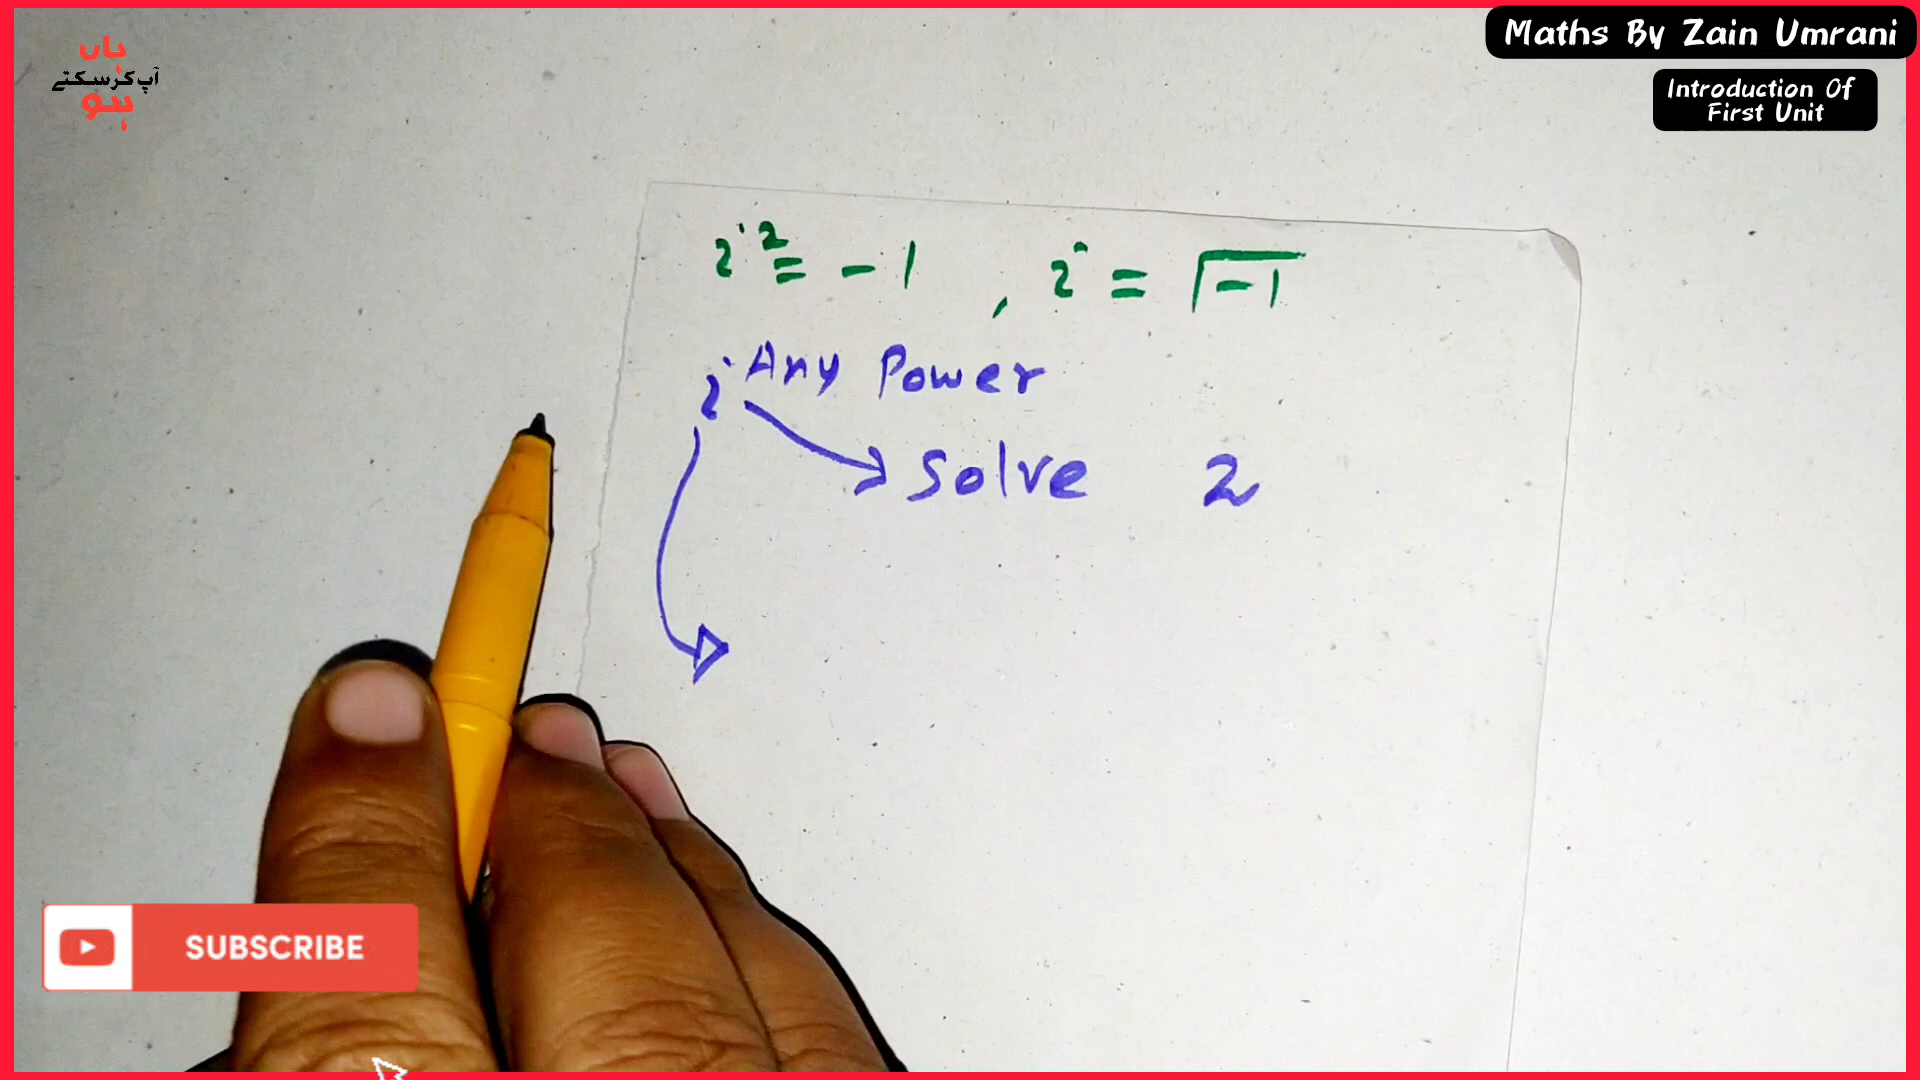 Maths By Zain Umrani
Introduction Of
First Unit
ہاں
آپ کرسکتے
ہو
i² = -1 , i = √-1
i Any Power
Solve 2
SUBSCRIBE